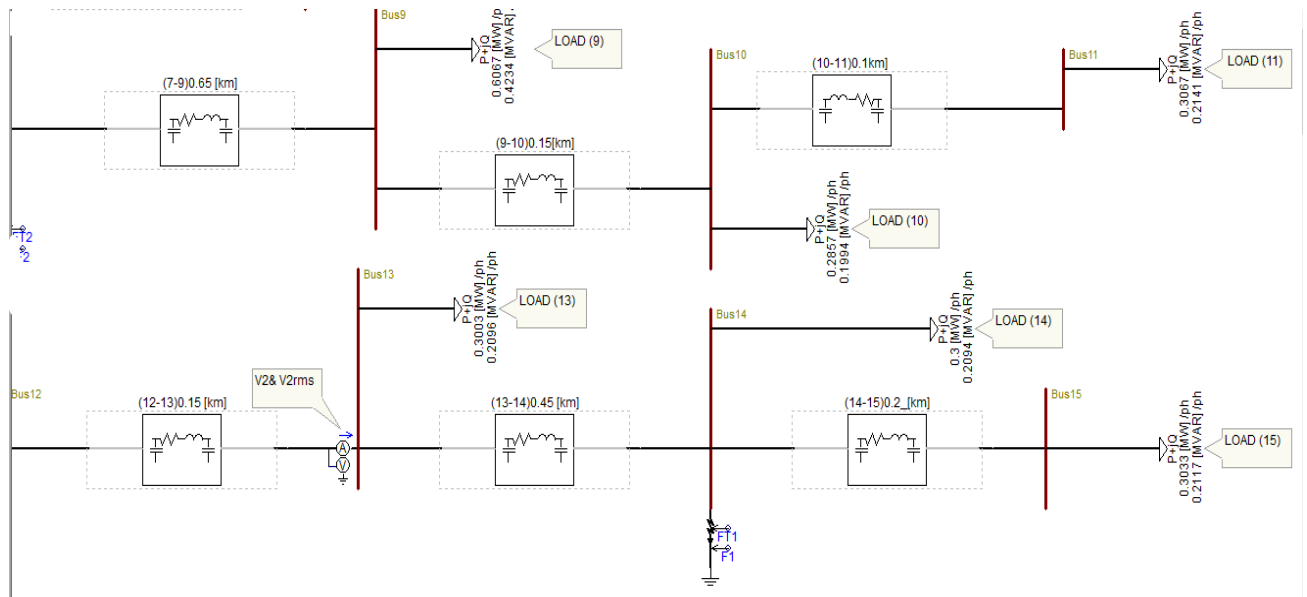 Bus9
P+jQ
0.6067 [MW] /p
0.4234 [MVAR]
LOAD (9)
Bus10
(10-11)0.1km]
Bus11
P+jQ
0.3067 [MW] /ph
0.2141 [MVAR] /ph
LOAD (11)
(7-9)0.65 [km]
(9-10)0.15[km]
P+jQ
0.2857 [MW] /ph
0.1994 [MVAR] /ph
LOAD (10)
FT2
2
Bus13
P+jQ
0.3003 [MW] /ph
0.2096 [MVAR] /ph
LOAD (13)
Bus14
P+jQ
0.3 [MW] /ph
0.2094 [MVAR] /ph
LOAD (14)
V2& V2rms
Bus12
(12-13)0.15 [km]
A
V
(13-14)0.45 [km]
(14-15)0.2_[km]
Bus15
P+jQ
0.3033 [MW] /ph
0.2117 [MVAR] /ph
LOAD (15)
FT1
F1